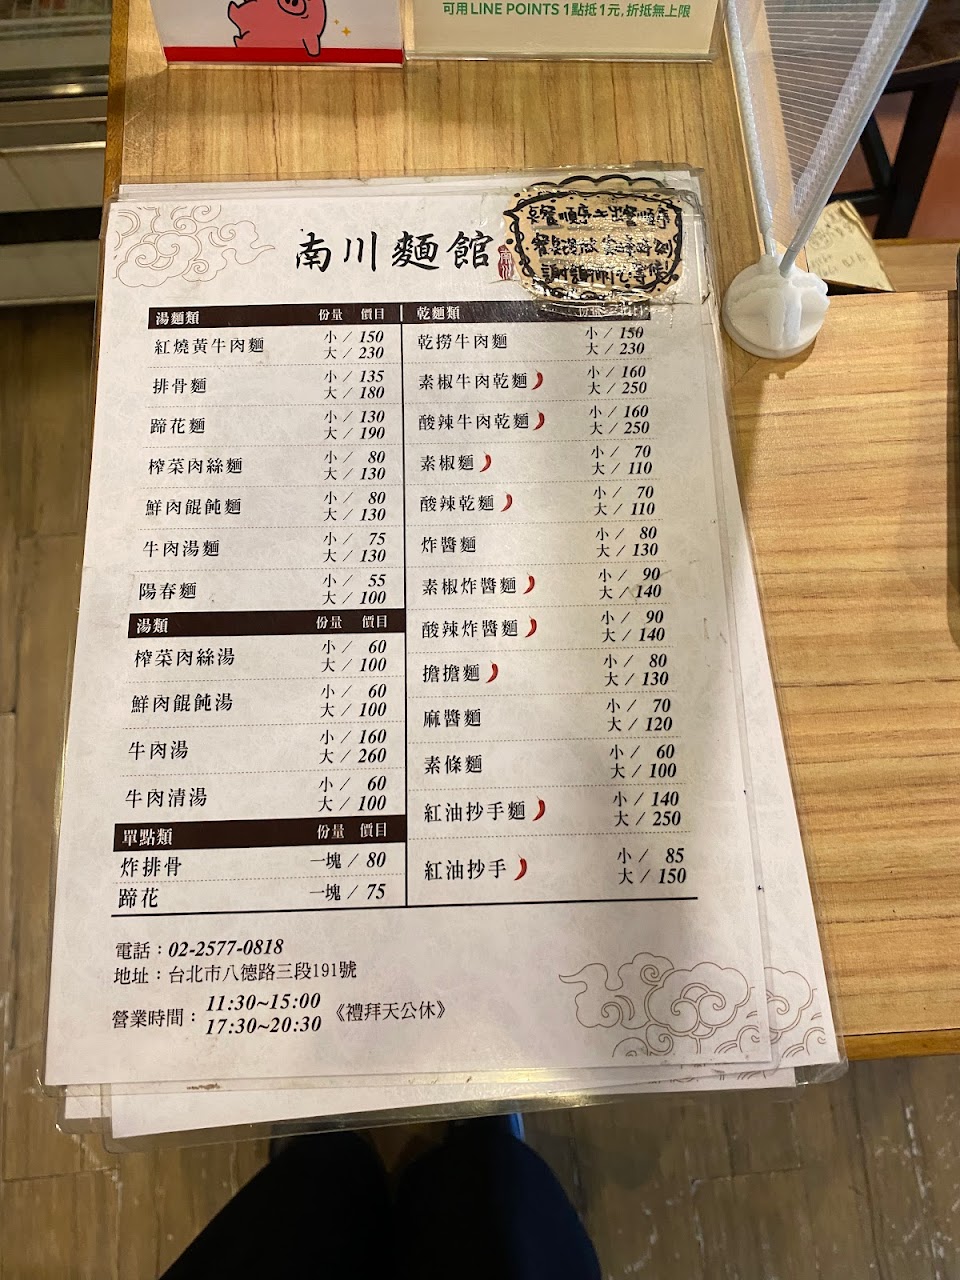 可用 LINE POINTS 1點抵1元,折抵無上限
南川麵館
南川
湯麵類 份量 價目
紅燒黃牛肉麵 小/150 大/230
排骨麵 小/135 大/180
蹄花麵 小/130 大/190
榨菜肉絲麵 小/80 大/130
鮮肉餛飩麵 小/80 大/130
牛肉湯麵 小/75 大/130
陽春麵 小/55 大/100
湯類 份量 價目
榨菜肉絲湯 小/60 大/100
鮮肉餛飩湯 小/60 大/100
牛肉湯 小/160 大/260
牛肉清湯 小/60 大/100
單點類 份量 價目
炸排骨 一塊/80
蹄花 一塊/75
乾麵類 份量 價目
乾撈牛肉麵 小/150 大/230
素椒牛肉乾麵 小/160 大/250
酸辣牛肉乾麵 小/160 大/250
素椒麵 小/70 大/110
酸辣乾麵 小/70 大/110
炸醬麵 小/80 大/130
素椒炸醬麵 小/90 大/140
酸辣炸醬麵 小/90 大/140
擔擔麵 小/80 大/130
麻醬麵 小/70 大/120
素條麵 小/60 大/100
紅油抄手麵 小/140 大/250
紅油抄手 小/85 大/150
電話：02-2577-0818
地址：台北市八德路三段191號
營業時間：11:30~15:00 17:30~20:30《禮拜天公休》